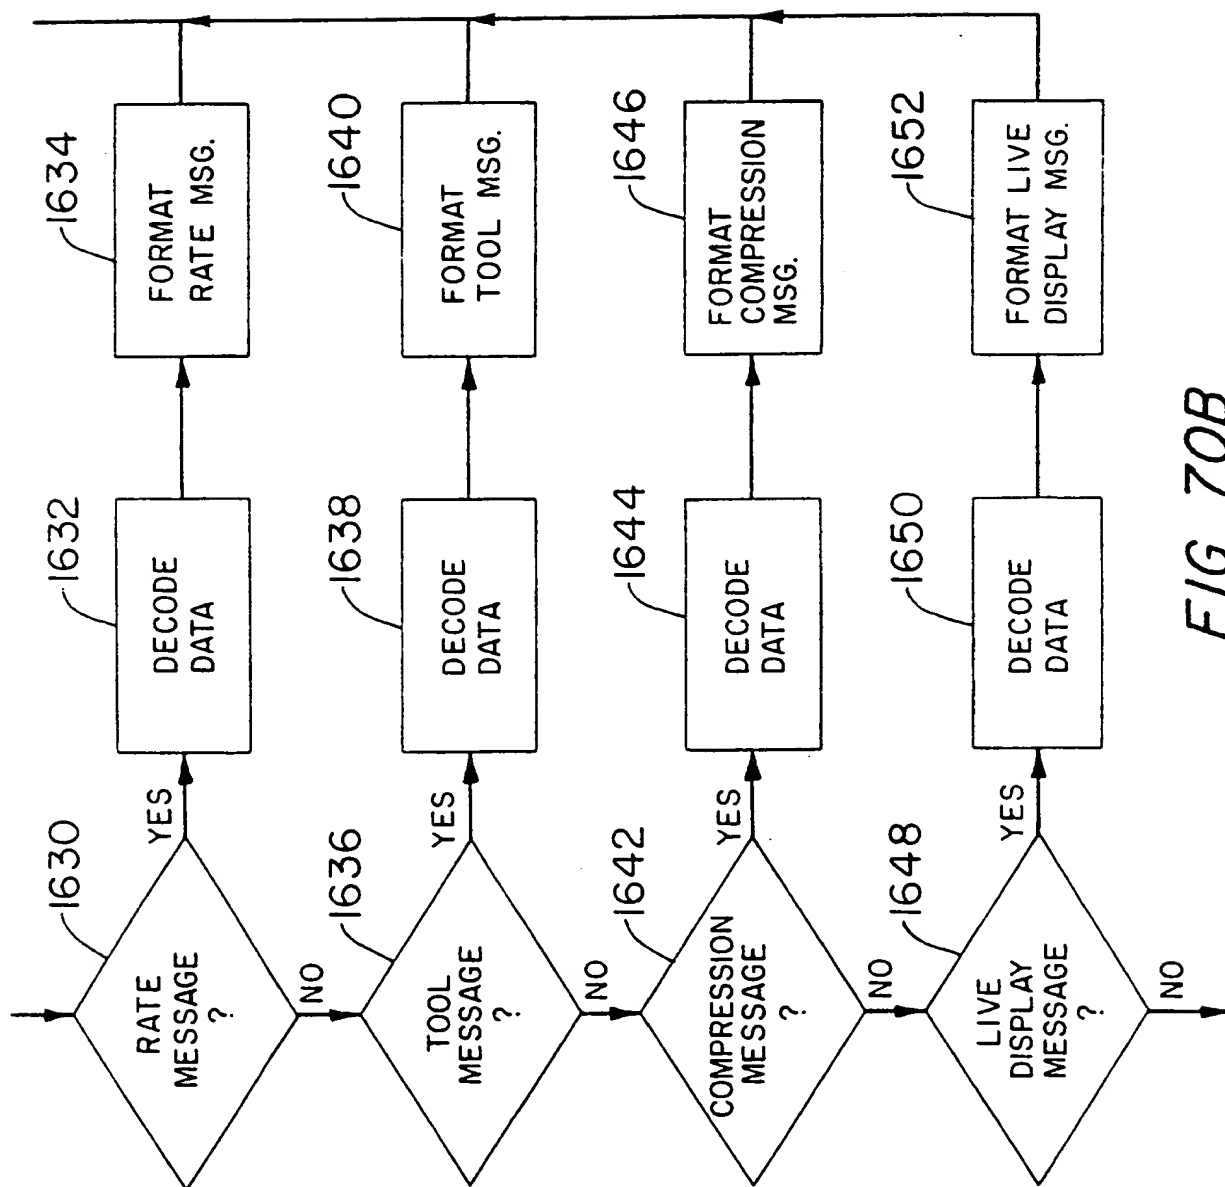 1630
RATE
MESSAGE
?
YES
NO
1632
DECODE
DATA
1634
FORMAT
RATE MSG.
1636
TOOL
MESSAGE
?
YES
NO
1638
DECODE
DATA
1640
FORMAT
TOOL MSG.
1642
COMPRESSION
MESSAGE
?
YES
NO
1644
DECODE
DATA
1646
FORMAT
COMPRESSION
MSG.
1648
LIVE
DISPLAY
MESSAGE
?
YES
NO
1650
DECODE
DATA
1652
FORMAT LIVE
DISPLAY MSG.
FIG. 70B